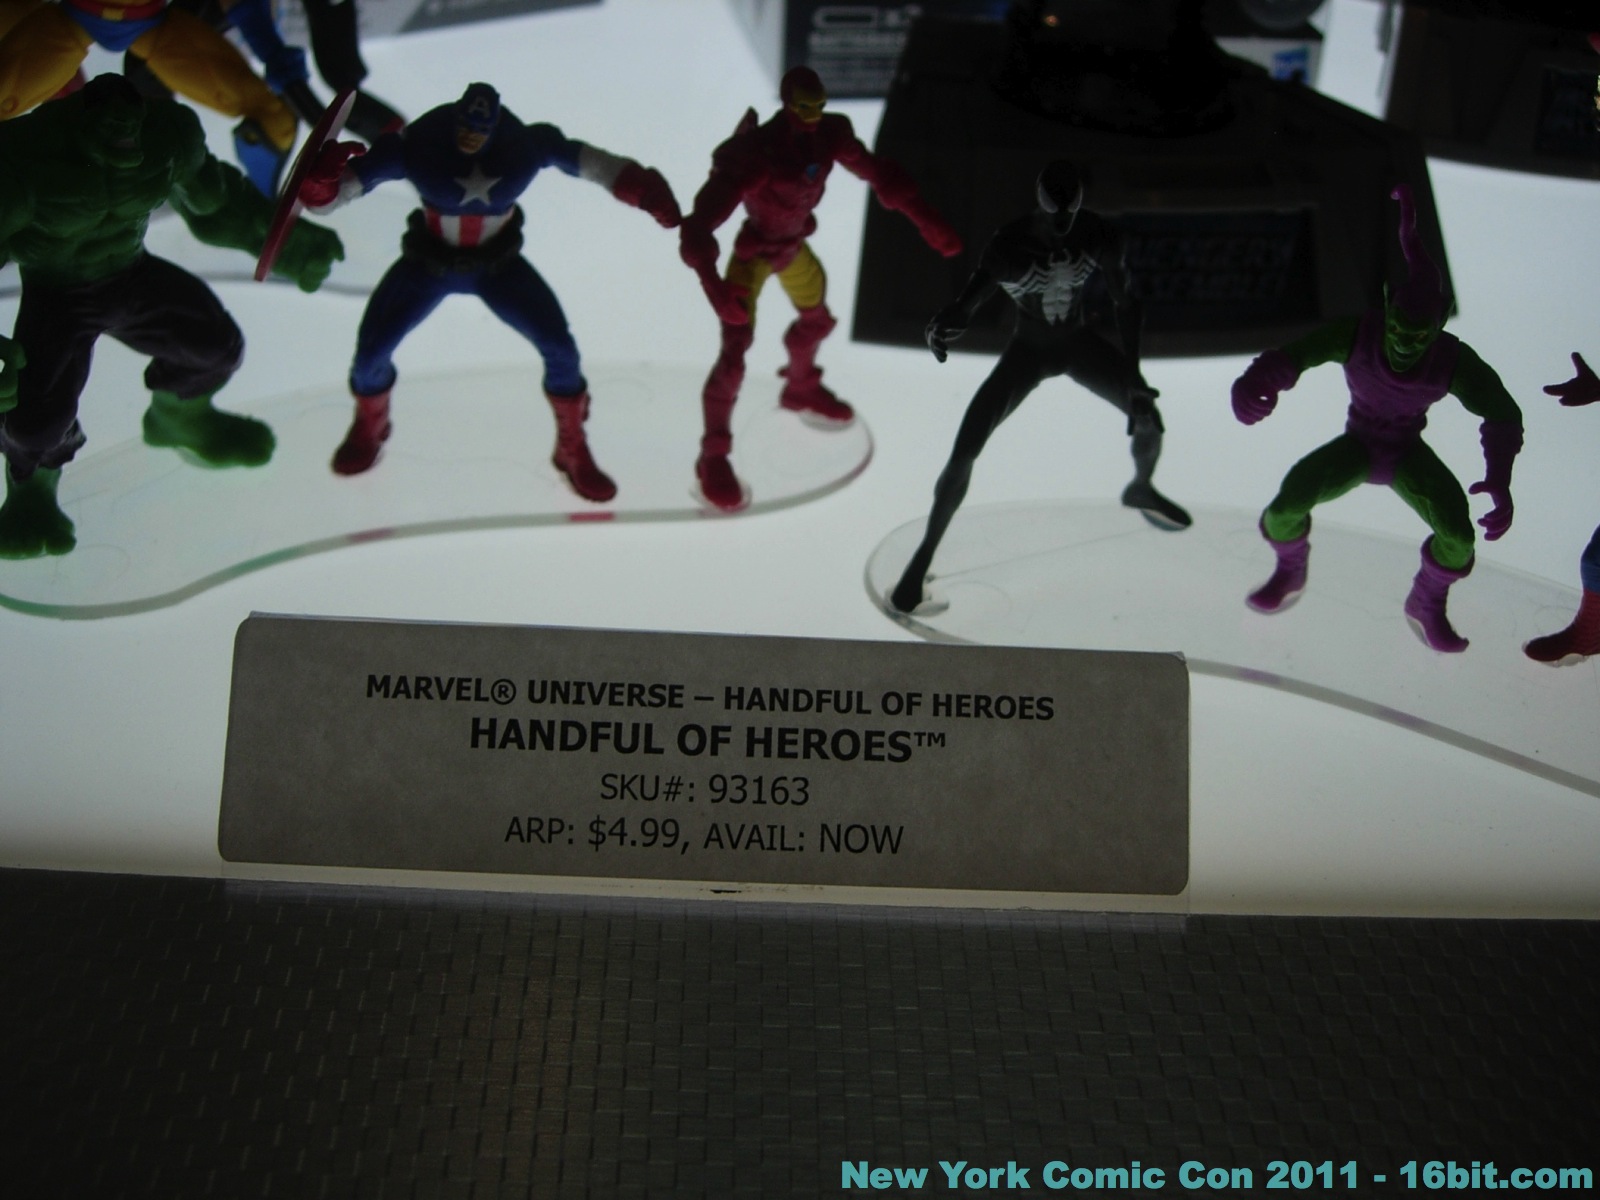 A
MARVEL® UNIVERSE – HANDFUL OF HEROES
HANDFUL OF HEROES™
SKU#: 93163
ARP: $4.99, AVAIL: NOW
New York Comic Con 2011 - 16bit.com